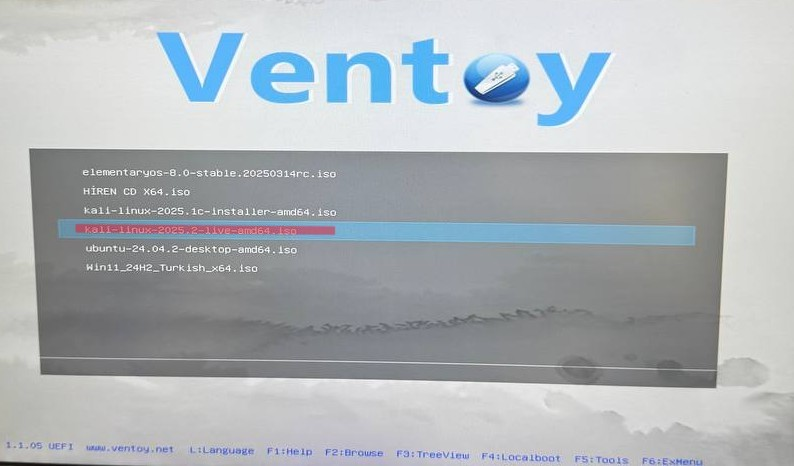 Ventoy
elementaryos-8.0-stable.20250314rc.iso
HİREN CD X64.iso
kali-linux-2025.1c-installer-amd64.iso
kali-linux-2025.2-live-amd64.iso
ubuntu-24.04.2-desktop-amd64.iso
Win11_24H2_Turkish_x64.iso
1.1.05 UEFI www.ventoy.net L:Language F1:Help F2:Browse F3:TreeView F4:Localboot F5:Tools F6:ExMenu